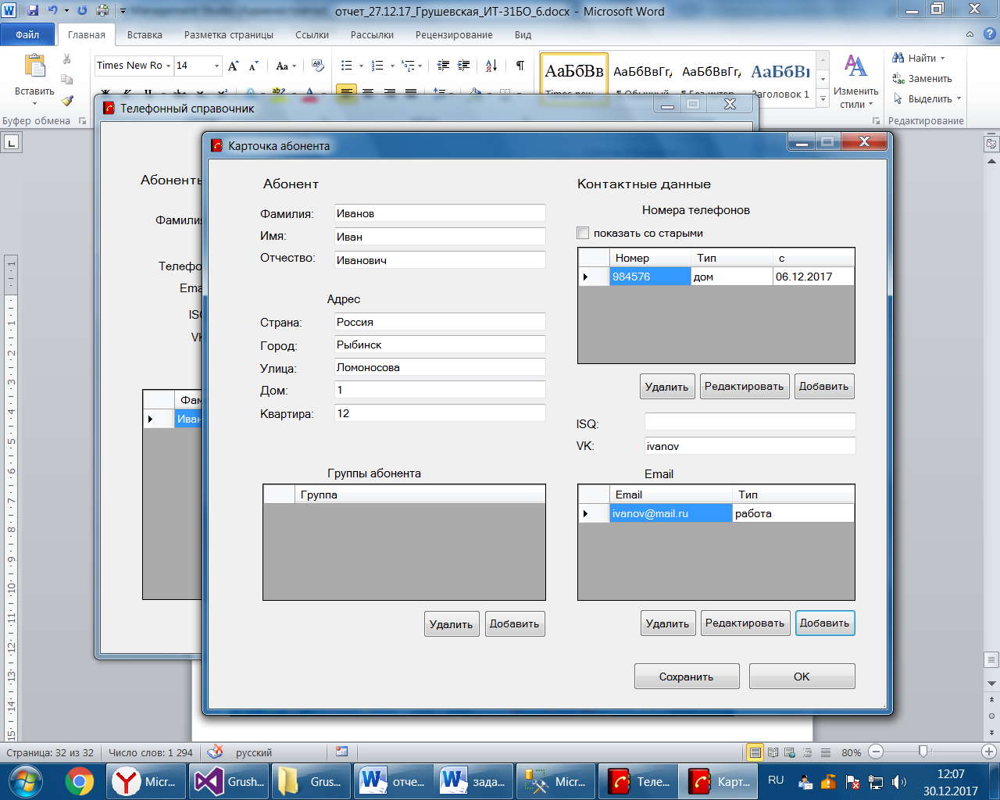 отчет_27.12.17_Грушевская_ИТ-31БО_6.docx - Microsoft Word
Файл
Главная
Вставка
Разметка страницы
Ссылки
Рассылки
Рецензирование
Вид
Вставить
Буфер обмена
Times New Ro
14
АаБбВв
АаБбВвГг,
АаБбВвГг,
АаБбВвІ
Заголовок 1
Изменить стили
Найти
Заменить
Выделить
Редактирование
Телефонный справочник
Абоненты
Фамилия
Телефо
Ema
IS
VK
Фам
Иван
Карточка абонента
Абонент
Фамилия: Иванов
Имя: Иван
Отчество: Иванович
Адрес
Страна: Россия
Город: Рыбинск
Улица: Ломоносова
Дом: 1
Квартира: 12
Группы абонента
Группа
Удалить
Добавить
Контактные данные
Номера телефонов
показать со старыми
Номер Тип с
984576 дом 06.12.2017
Удалить
Редактировать
Добавить
ISQ:
VK: ivanov
Email
Email Тип
ivanov@mail.ru работа
Удалить
Редактировать
Добавить
Сохранить
ОК
Страница: 32 из 32
Число слов: 1 294
русский
80%
Micr...
Grush...
Grus...
отче...
зада...
Micr...
Теле...
Карт...
RU
12:07
30.12.2017